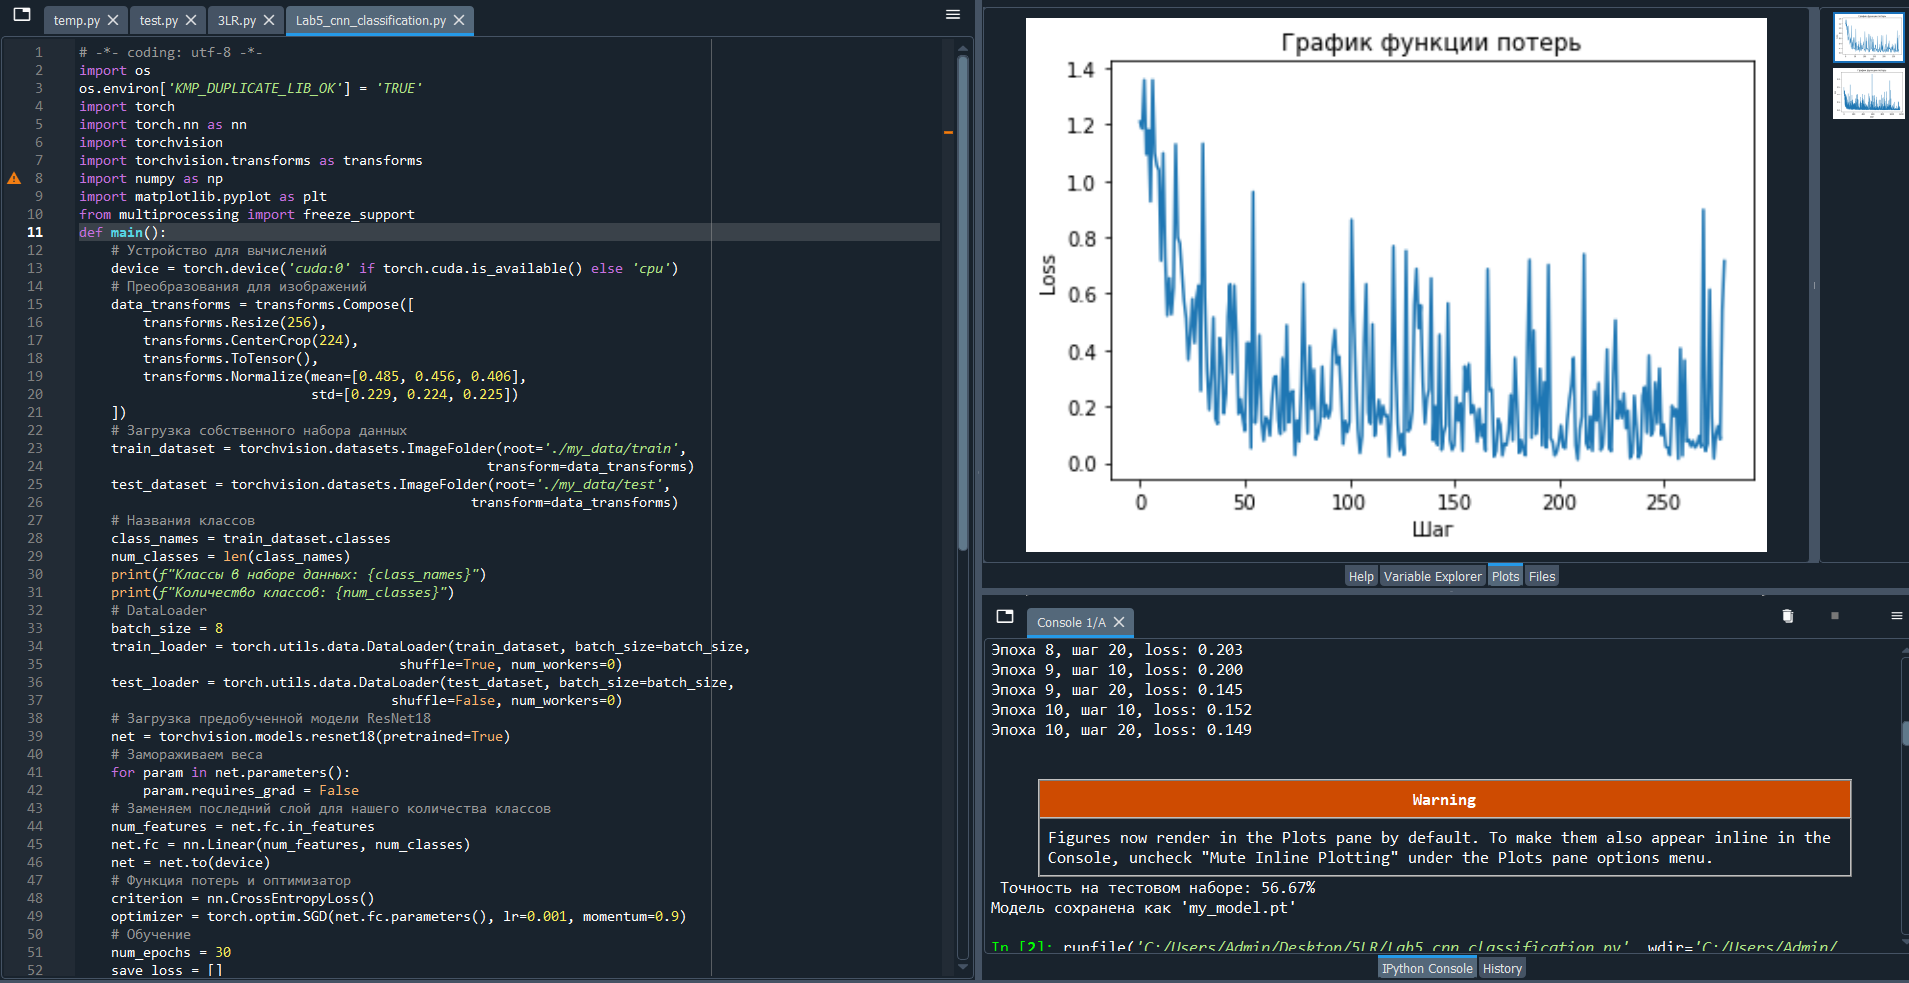 temp.py
test.py
3LR.py
Lab5_cnn_classification.py
1 # -*- coding: utf-8 -*-
2 import os
3 os.environ['KMP_DUPLICATE_LIB_OK'] = 'TRUE'
4 import torch
5 import torch.nn as nn
6 import torchvision
7 import torchvision.transforms as transforms
8 import numpy as np
9 import matplotlib.pyplot as plt
10 from multiprocessing import freeze_support
11 def main():
12 # Устройство для вычислений
13 device = torch.device('cuda:0' if torch.cuda.is_available() else 'cpu')
14 # Преобразования для изображений
15 data_transforms = transforms.Compose([
16 transforms.Resize(256),
17 transforms.CenterCrop(224),
18 transforms.ToTensor(),
19 transforms.Normalize(mean=[0.485, 0.456, 0.406],
20 std=[0.229, 0.224, 0.225])
21 ])
22 # Загрузка собственного набора данных
23 train_dataset = torchvision.datasets.ImageFolder(root='./my_data/train',
24 transform=data_transforms)
25 test_dataset = torchvision.datasets.ImageFolder(root='./my_data/test',
26 transform=data_transforms)
27 # Названия классов
28 class_names = train_dataset.classes
29 num_classes = len(class_names)
30 print(f"Классы в наборе данных: {class_names}")
31 print(f"Количество классов: {num_classes}")
32 # DataLoader
33 batch_size = 8
34 train_loader = torch.utils.data.DataLoader(train_dataset, batch_size=batch_size,
35 shuffle=True, num_workers=0)
36 test_loader = torch.utils.data.DataLoader(test_dataset, batch_size=batch_size,
37 shuffle=False, num_workers=0)
38 # Загрузка предобученной модели ResNet18
39 net = torchvision.models.resnet18(pretrained=True)
40 # Замораживаем веса
41 for param in net.parameters():
42 param.requires_grad = False
43 # Заменяем последний слой для нашего количества классов
44 num_features = net.fc.in_features
45 net.fc = nn.Linear(num_features, num_classes)
46 net = net.to(device)
47 # Функция потерь и оптимизатор
48 criterion = nn.CrossEntropyLoss()
49 optimizer = torch.optim.SGD(net.fc.parameters(), lr=0.001, momentum=0.9)
50 # Обучение
51 num_epochs = 30
52 save_loss = []
График функции потерь
1.4
1.2
1.0
0.8
0.6
0.4
0.2
0.0
Loss
0 50 100 150 200 250
Шаг
Help
Variable Explorer
Plots
Files
Console 1/A
Эпоха 8, шаг 20, loss: 0.203
Эпоха 9, шаг 10, loss: 0.200
Эпоха 9, шаг 20, loss: 0.145
Эпоха 10, шаг 10, loss: 0.152
Эпоха 10, шаг 20, loss: 0.149
Warning
Figures now render in the Plots pane by default. To make them also appear inline in the
Console, uncheck "Mute Inline Plotting" under the Plots pane options menu.
Точность на тестовом наборе: 56.67%
Модель сохранена как 'my_model.pt'
In [2]: runfile('C:/Users/Admin/Desktop/5LR/Lab5_cnn_classification.py', wdir='C:/Users/Admin/
IPython Console
History